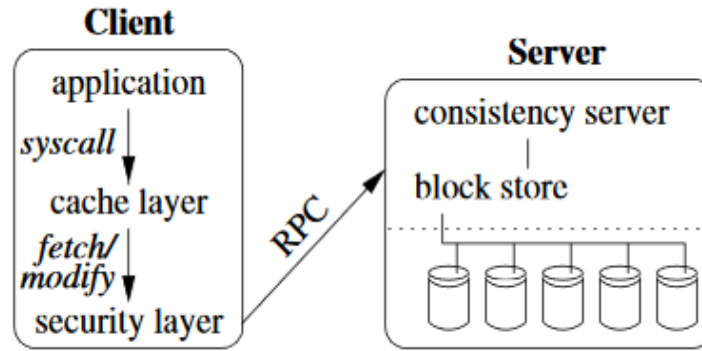 Client
application
syscall
cache layer
fetch/
modify
security layer
RPC
Server
consistency server
block store